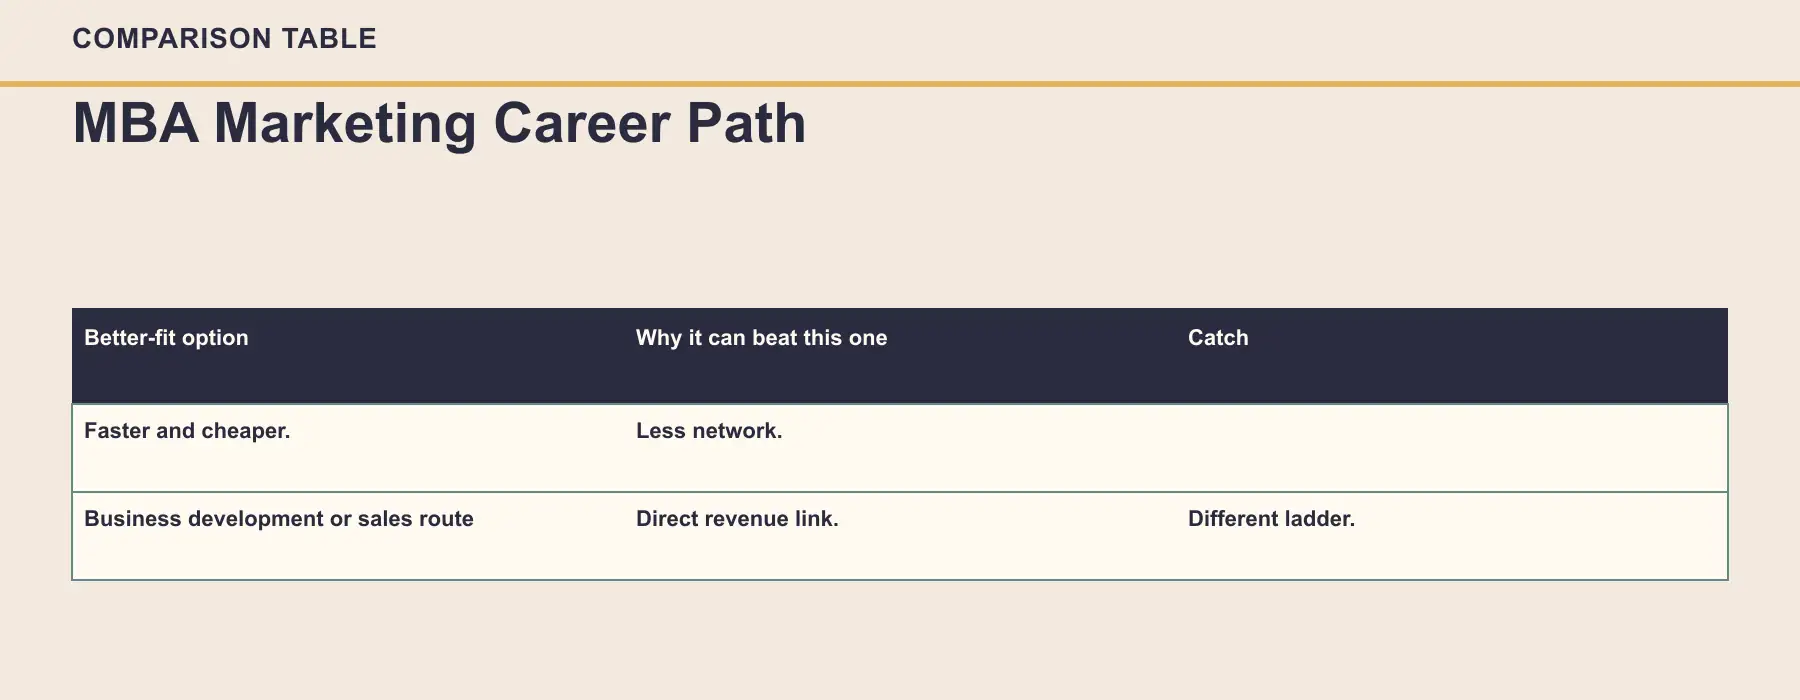 COMPARISON TABLE
MBA Marketing Career Path
Better-fit option Why it can beat this one Catch
Faster and cheaper. Less network.
Business development or sales route Direct revenue link. Different ladder.